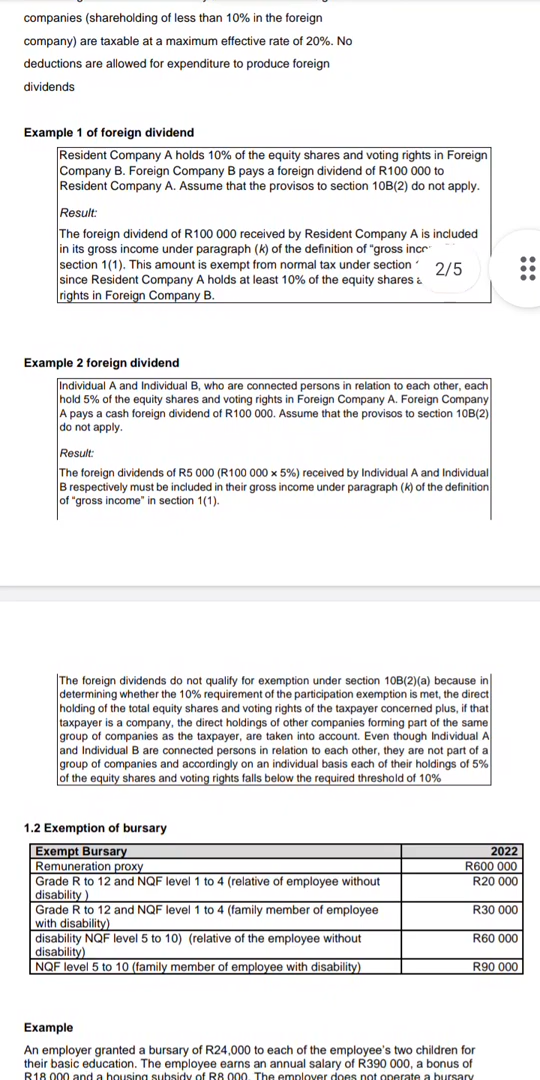 companies (shareholding of less than 10% in the foreign
company) are taxable at a maximum effective rate of 20%. No
deductions are allowed for expenditure to produce foreign
dividends
Example 1 of foreign dividend
Resident Company A holds 10% of the equity shares and voting rights in Foreign
Company B. Foreign Company B pays a foreign dividend of R100 000 to
Resident Company A. Assume that the provisos to section 10B(2) do not apply.
Result:
The foreign dividend of R100 000 received by Resident Company A is included
in its gross income under paragraph (k) of the definition of “gross
section 1(1). This amount is exempt from normal tax under section
since Resident Company A holds at least 10% of the equity shares
rights in Foreign Company B.
2/5
Example 2 foreign dividend
Individual A and Individual B, who are connected persons in relation to each other, each
hold 5% of the equity shares and voting rights in Foreign Company A. Foreign Company
A pays a cash foreign dividend of R100 000. Assume that the provisos to section 10B(2)
do not apply.
Result:
The foreign dividends of R5 000 (R100 000 × 5%) received by Individual A and Individual
B respectively must be included in their gross income under paragraph (k) of the definition
of “gross income” in section 1(1).
The foreign dividends do not qualify for exemption under section 10B(2)(a) because in
determining whether the 10% requirement of the participation exemption is met, the direct
holding of the total equity shares and voting rights of the taxpayer concerned plus, if that
taxpayer is a company, the direct holdings of other companies forming part of the same
group of companies as the taxpayer, are taken into account. Even though Individual A
and Individual B are connected persons in relation to each other, they are not part of a
group of companies and accordingly on an individual basis each of their holdings of 5%
of the equity shares and voting rights falls below the required threshold of 10%
1.2 Exemption of bursary
Exempt Bursary 2022
Remuneration proxy R600 000
Grade R to 12 and NQF level 1 to 4 (relative of employee without R20 000
disability )
Grade R to 12 and NQF level 1 to 4 (family member of employee R30 000
with disability)
disability NQF level 5 to 10) (relative of the employee without R60 000
disability)
NQF level 5 to 10 (family member of employee with disability) R90 000
Example
An employer granted a bursary of R24,000 to each of the employee's two children for
their basic education. The employee earns an annual salary of R390 000, a bonus of
R18 000 and a housing subsidy of R8 000. The employer does not operate a bursary